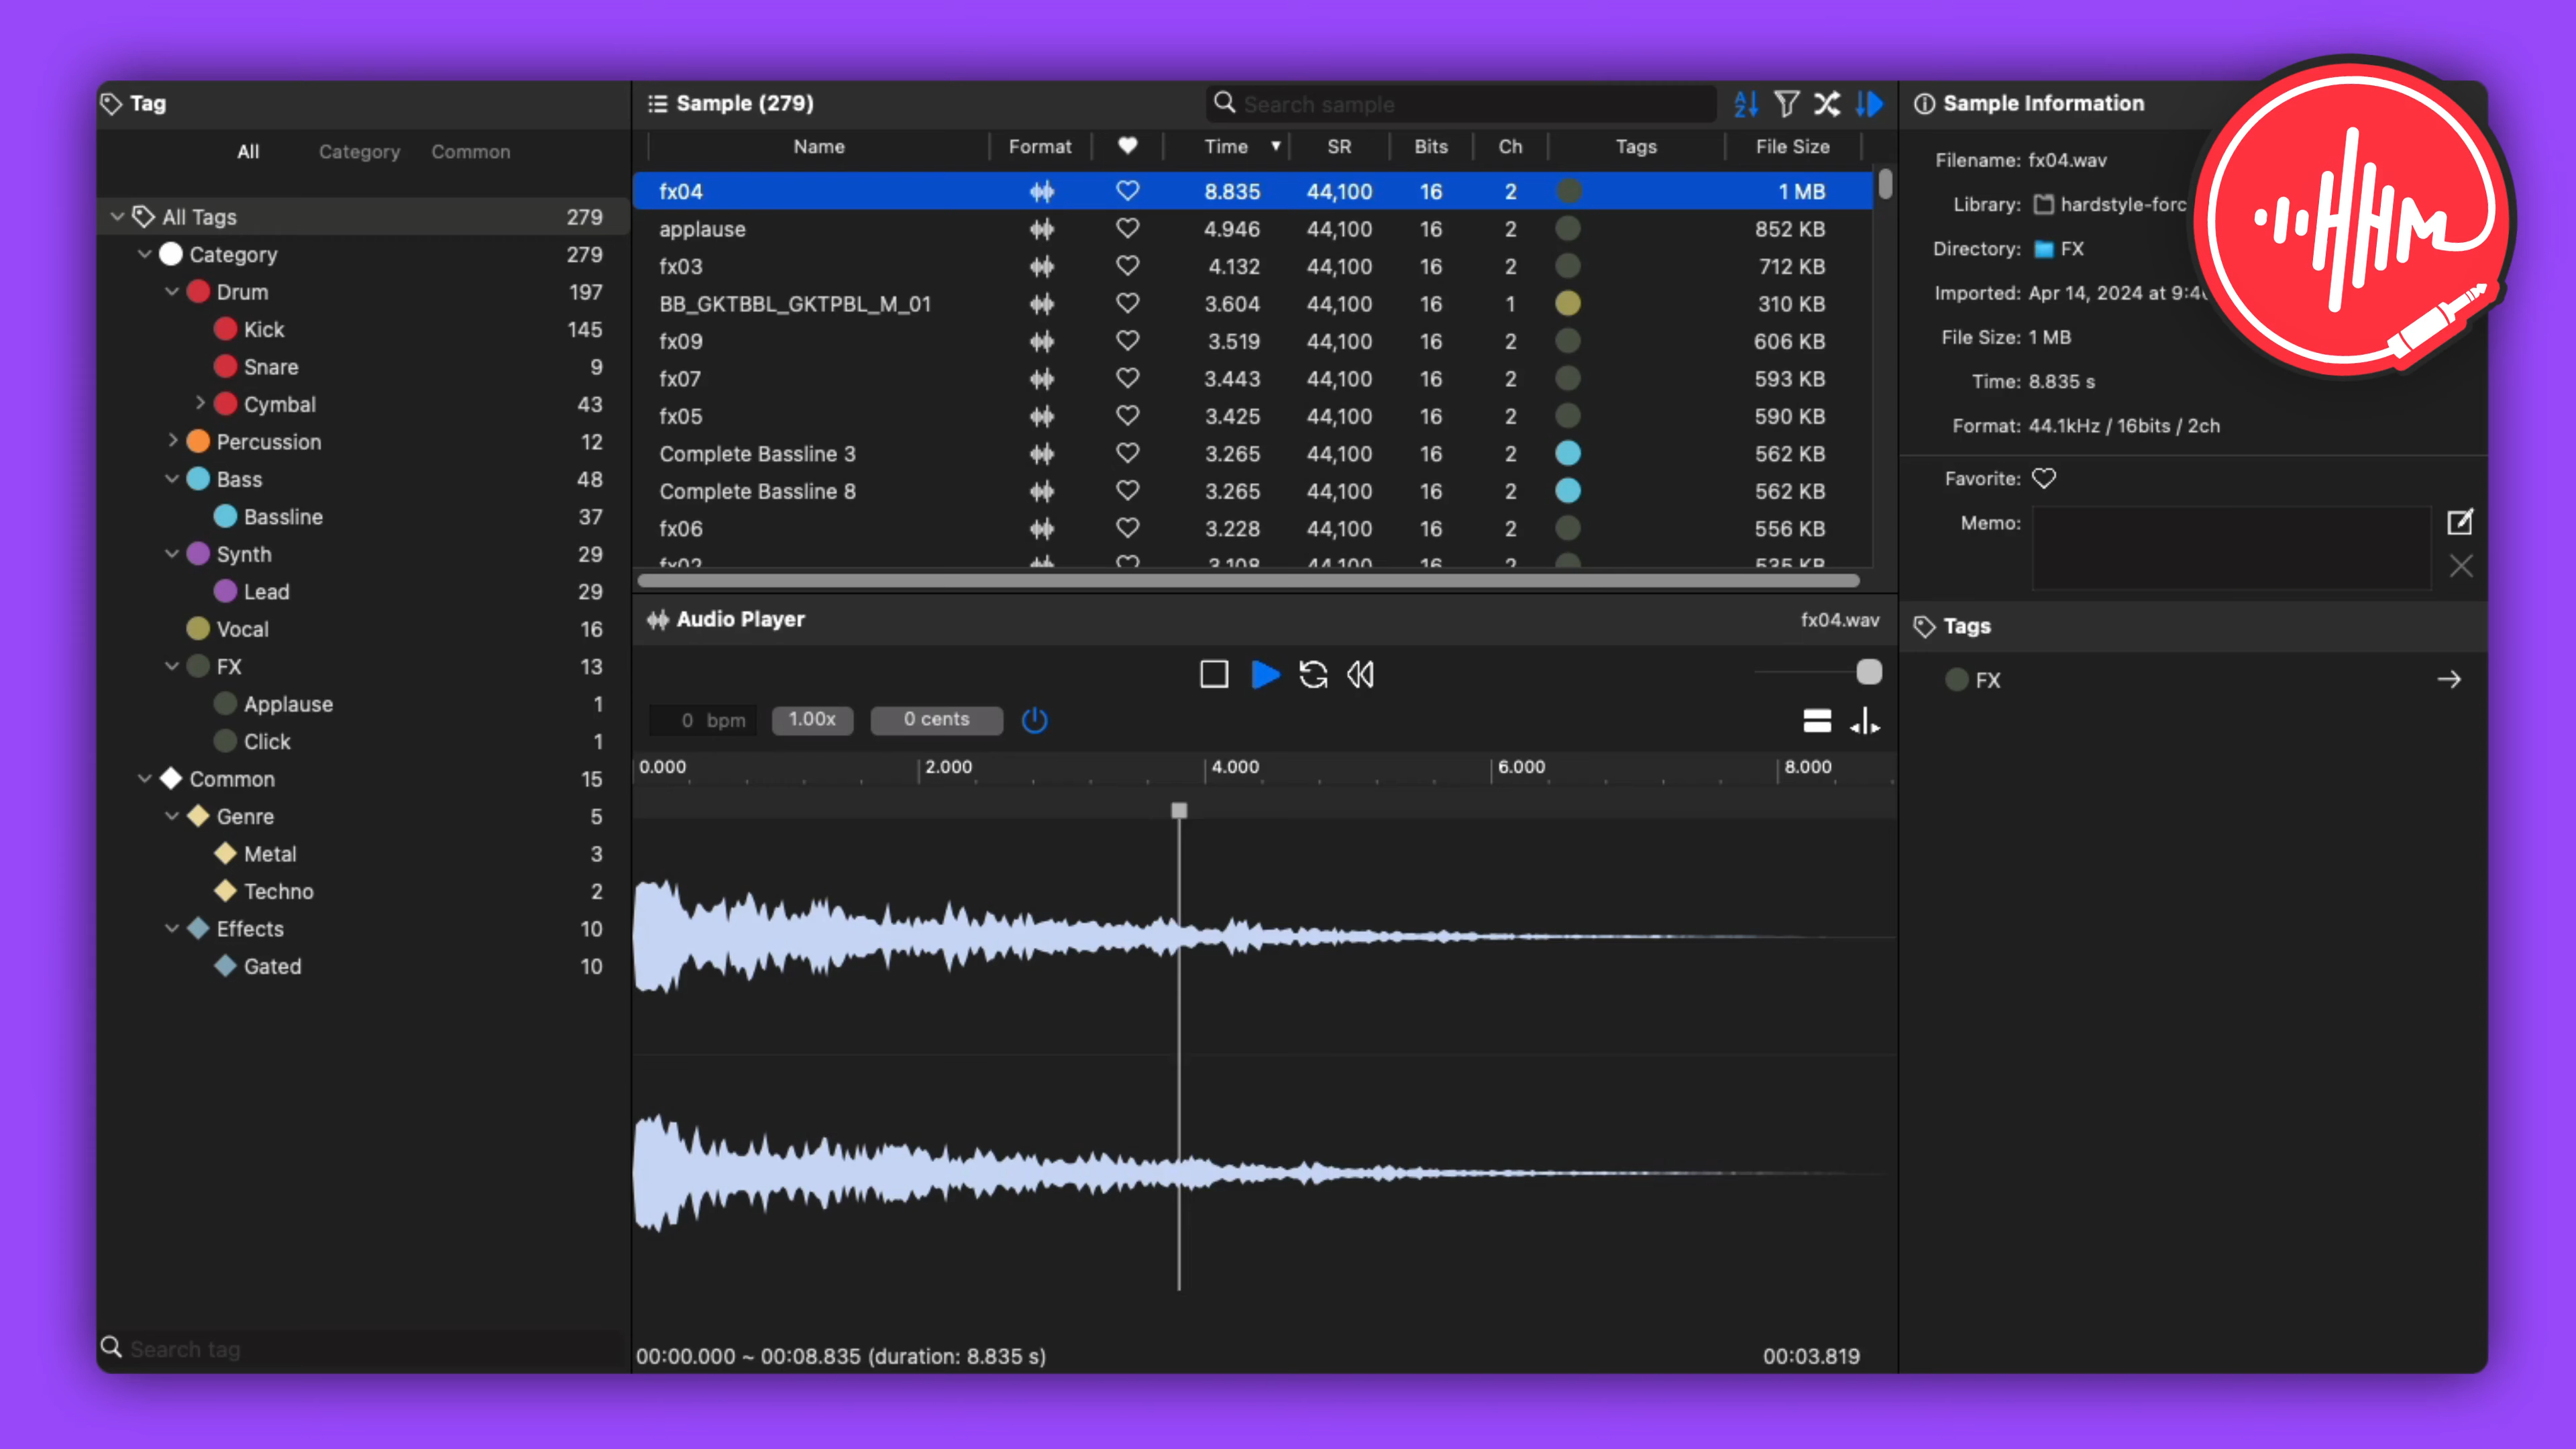 Tag
All Category Common
All Tags 279
Category 279
Drum 197
Kick 145
Snare 9
Cymbal 43
Percussion 12
Bass 48
Bassline 37
Synth 29
Lead 29
Vocal 16
FX 13
Applause 1
Click 1
Common 15
Genre 5
Metal 3
Techno 2
Effects 10
Gated 10
Search tag
Sample (279)
Search sample
Name Format Time SR Bits Ch Tags File Size
fx04 8.835 44,100 16 2 1 MB
applause 4.946 44,100 16 2 852 KB
fx03 4.132 44,100 16 2 712 KB
BB_GKTBBL_GKTPBL_M_01 3.604 44,100 16 1 310 KB
fx09 3.519 44,100 16 2 606 KB
fx07 3.443 44,100 16 2 593 KB
fx05 3.425 44,100 16 2 590 KB
Complete Bassline 3 3.265 44,100 16 2 562 KB
Complete Bassline 8 3.265 44,100 16 2 562 KB
fx06 3.228 44,100 16 2 556 KB
fx02 3.108 44,100 16 2 535 KB
Audio Player fx04.wav
0 bpm 1.00x 0 cents
0.000 2.000 4.000 6.000 8.000
00:00.000 ~ 00:08.835 (duration: 8.835 s) 00:03.819
Sample Information
Filename: fx04.wav
Library: hardstyle-forc
Directory: FX
Imported: Apr 14, 2024 at
File Size: 1 MB
Time: 8.835 s
Format: 44.1kHz / 16bits / 2ch
Favorite:
Memo:
Tags
FX